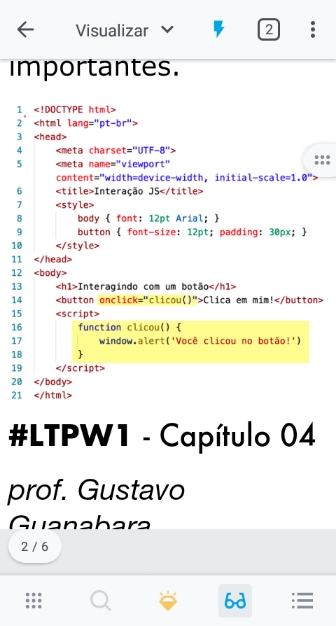 Visualizar
2
importantes.
1 <!DOCTYPE html>
2 <html lang="pt-br">
3 <head>
4 <meta charset="UTF-8">
5 <meta name="viewport"
content="width=device-width, initial-scale=1.0">
6 <title>Interação JS</title>
7 <style>
8 body { font: 12pt Arial; }
9 button { font-size: 12pt; padding: 30px; }
10 </style>
11 </head>
12 <body>
13 <h1>Interagindo com um botão</h1>
14 <button onclick="clicou()">Clica em mim!</button>
15 <script>
16 function clicou() {
17 window.alert('Você clicou no botão!')
18 }
19 </script>
20 </body>
21 </html>
#LTPW1 - Capítulo 04
prof. Gustavo
Guanabara
2 / 6